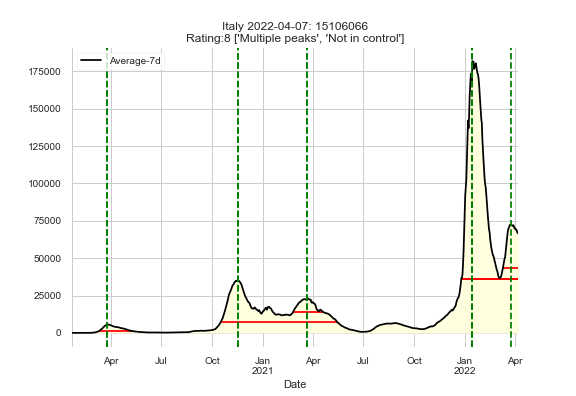 Italy 2022-04-07: 15106066
Rating:8 ['Multiple peaks', 'Not in control']
Average-7d
175000
150000
125000
100000
75000
50000
25000
0
Apr Jul Oct Jan Apr Jul Oct Jan Apr
2021 2022
Date